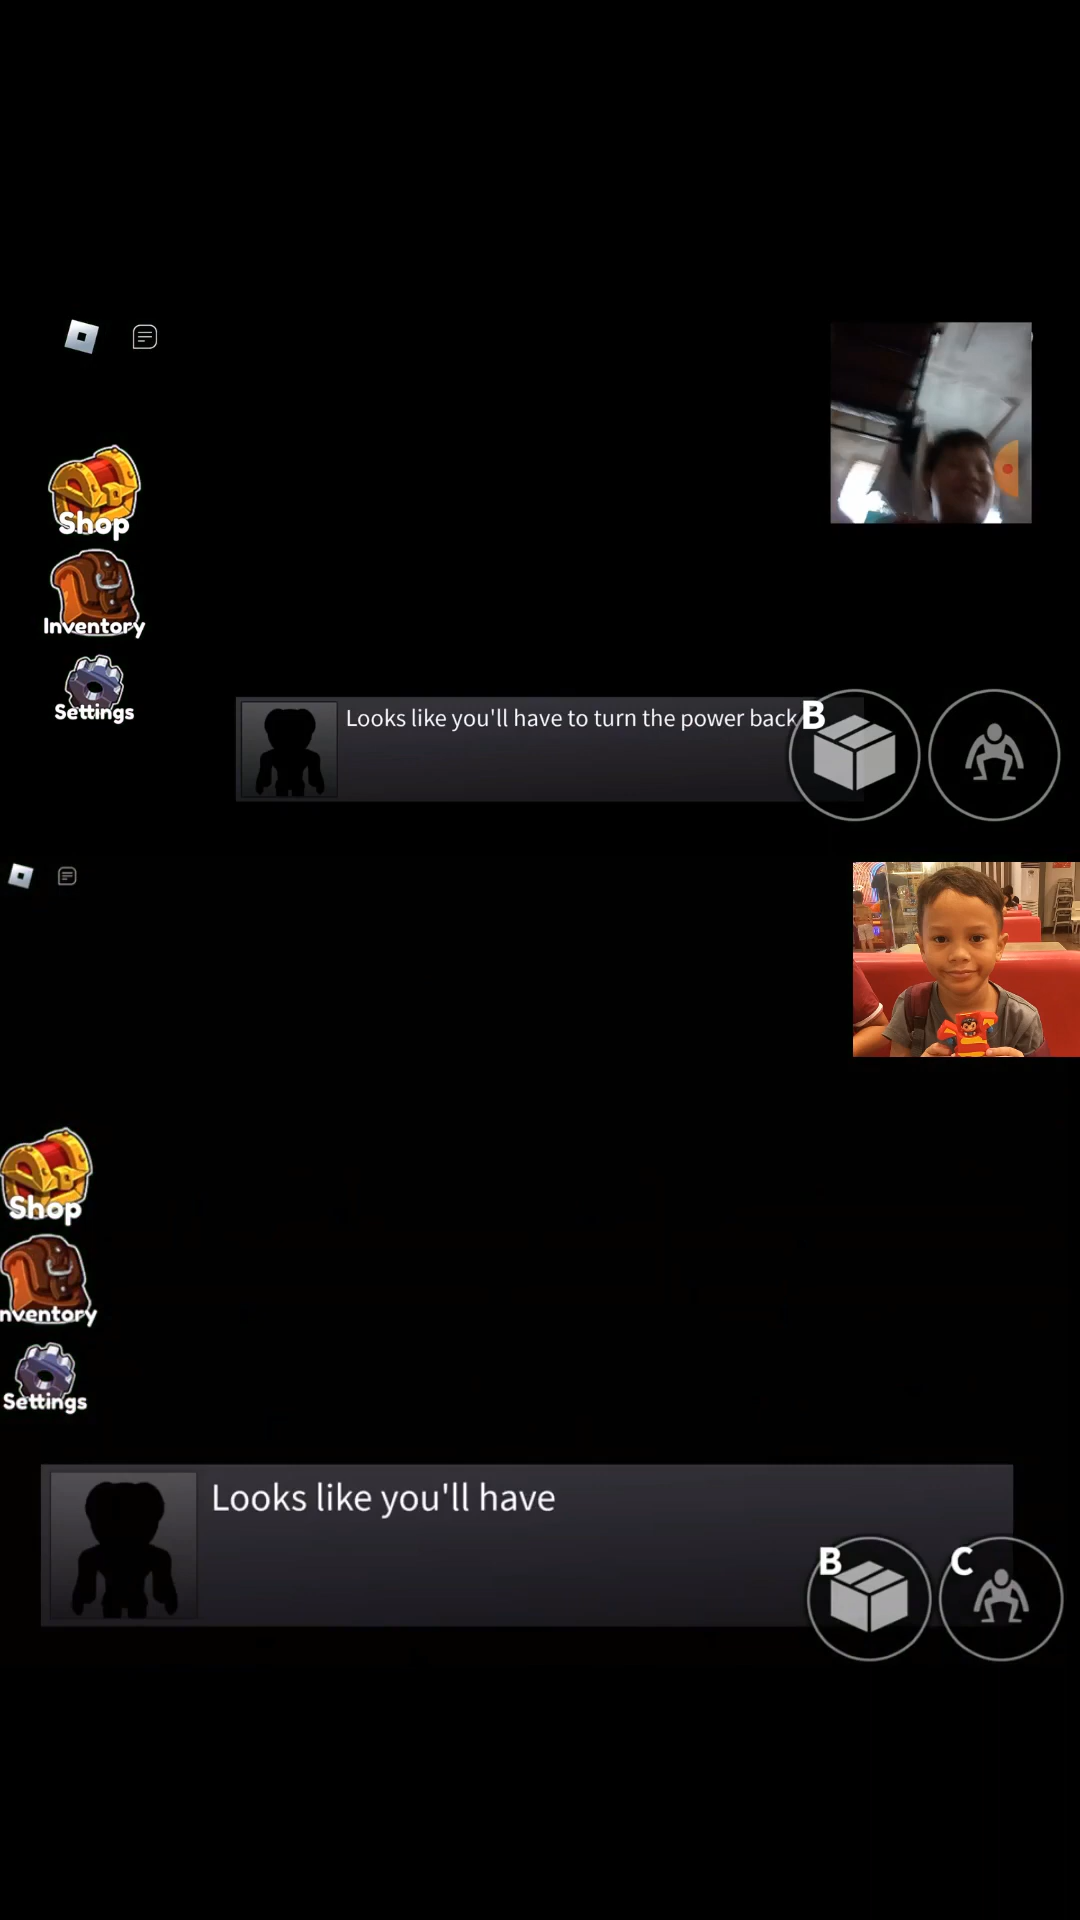 Shop
Inventory
Settings
Looks like you'll have to turn the power back
B
Shop
nventory
Settings
Looks like you'll have
B
C